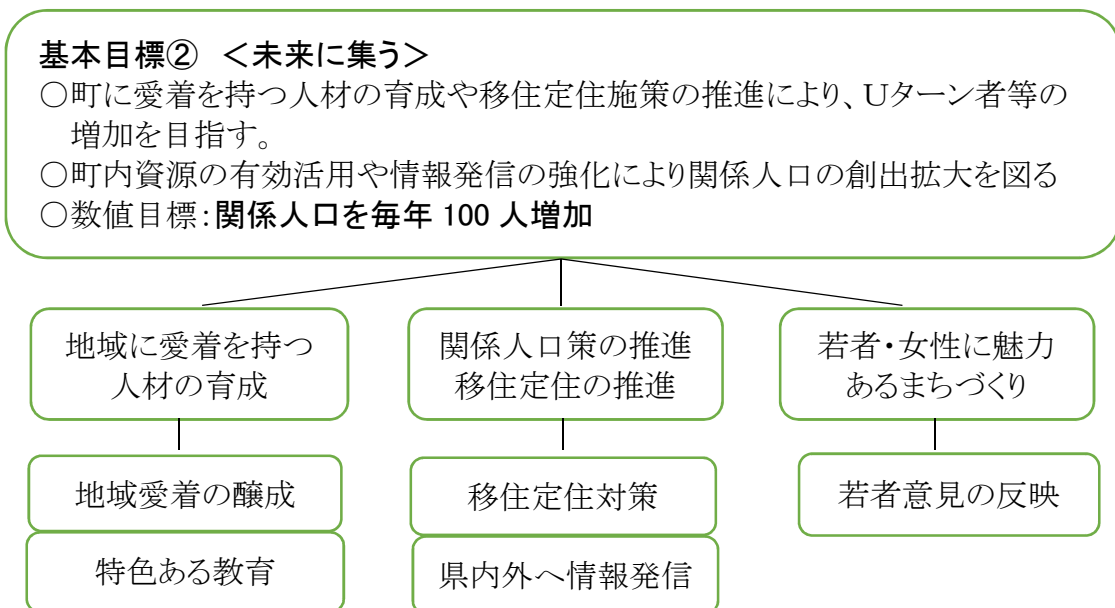 基本目標② <未来に集う>
○町に愛着を持つ人材の育成や移住定住施策の推進により、Uターン者等の
増加を目指す。
○町内資源の有効活用や情報発信の強化により関係人口の創出拡大を図る
○数値目標:関係人口を毎年 100 人増加
地域に愛着を持つ
人材の育成
関係人口策の推進
移住定住の推進
若者・女性に魅力
あるまちづくり
地域愛着の醸成
特色ある教育
移住定住対策
県内外へ情報発信
若者意見の反映